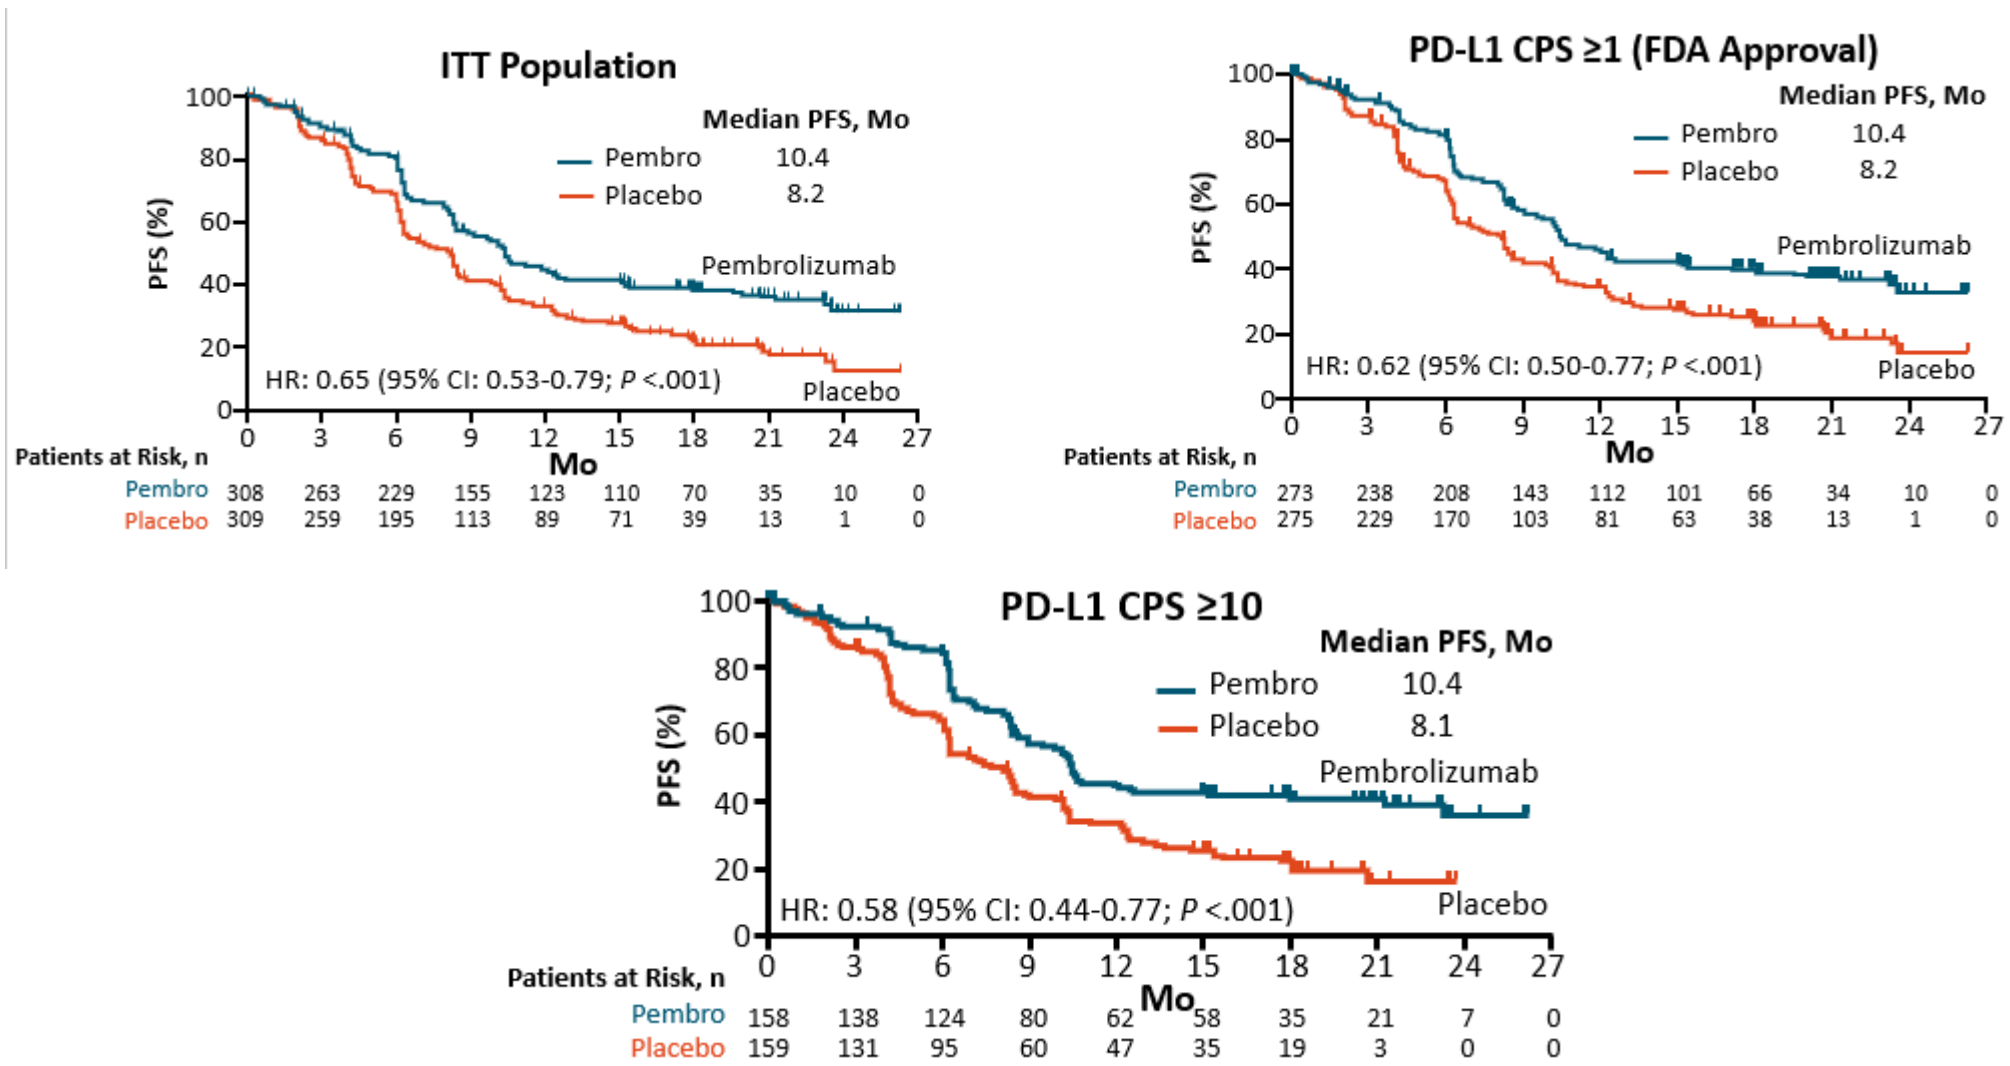 ITT Population
Median PFS, Mo
Pembro 10.4
Placebo 8.2
PFS (%)
100
80
60
40
20
0
Pembrolizumab
Placebo
HR: 0.65 (95% CI: 0.53-0.79; P <.001)
0 3 6 9 12 15 18 21 24 27
Mo
Patients at Risk, n
Pembro 308 263 229 155 123 110 70 35 10 0
Placebo 309 259 195 113 89 71 39 13 1 0
PD-L1 CPS ≥1 (FDA Approval)
Median PFS, Mo
Pembro 10.4
Placebo 8.2
PFS (%)
100
80
60
40
20
0
Pembrolizumab
Placebo
HR: 0.62 (95% CI: 0.50-0.77; P <.001)
0 3 6 9 12 15 18 21 24 27
Mo
Patients at Risk, n
Pembro 273 238 208 143 112 101 66 34 10 0
Placebo 275 229 170 103 81 63 38 13 1 0
PD-L1 CPS ≥10
Median PFS, Mo
Pembro 10.4
Placebo 8.1
PFS (%)
100
80
60
40
20
0
Pembrolizumab
Placebo
HR: 0.58 (95% CI: 0.44-0.77; P <.001)
0 3 6 9 12 15 18 21 24 27
Mo
Patients at Risk, n
Pembro 158 138 124 80 62 58 35 21 7 0
Placebo 159 131 95 60 47 35 19 3 0 0